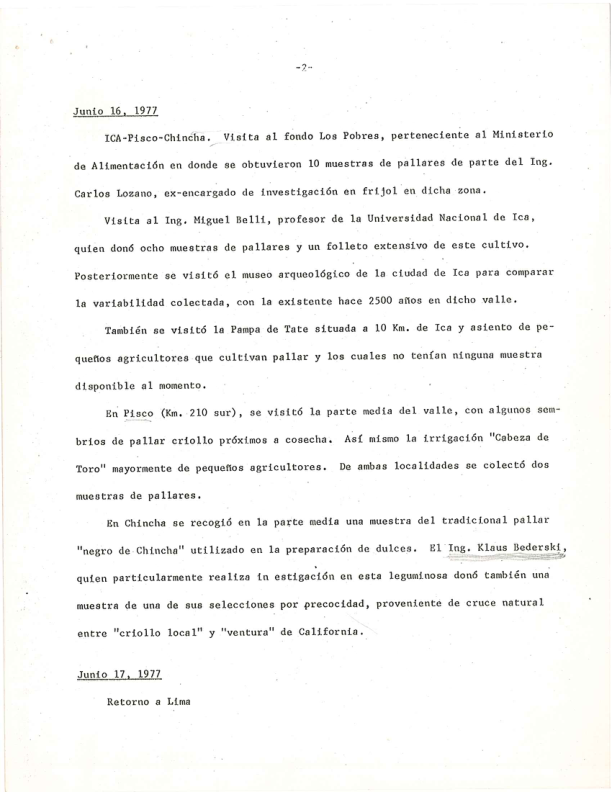 -2-
Junio 16, 1977
ICA-Pisco-Chincha. Visita al fondo Los Pobres, perteneciente al Ministerio
de Alimentación en donde se obtuvieron 10 muestras de pallares de parte del Ing.
Carlos Lozano, ex-encargado de investigación en frijol en dicha zona.
Visita al Ing. Miguel Belli, profesor de la Universidad Nacional de Ica,
quien donó ocho muestras de pallares y un folleto extensivo de este cultivo.
Posteriormente se visitó el museo arqueológico de la ciudad de Ica para comparar
la variabilidad colectada, con la existente hace 2500 años en dicho valle.
También se visitó la Pampa de Tate situada a 10 Km. de Ica y asiento de pe-
queños agricultores que cultivan pallar y los cuales no tenían ninguna muestra
disponible al momento.
En Pisco (Km. 210 sur), se visitó la parte media del valle, con algunos sem-
bríos de pallar criollo próximos a cosecha. Así mismo la irrigación "Cabeza de
Toro" mayormente de pequeños agricultores. De ambas localidades se colectó dos
muestras de pallares.
En Chincha se recogió en la parte media una muestra del tradicional pallar
"negro de Chincha" utilizado en la preparación de dulces. El Ing. Klaus Bederski,
quien particularmente realiza in estigación en esta leguminosa donó también una
muestra de una de sus selecciones por precocidad, proveniente de cruce natural
entre "criollo local" y "ventura" de California.
Junio 17, 1977
Retorno a Lima